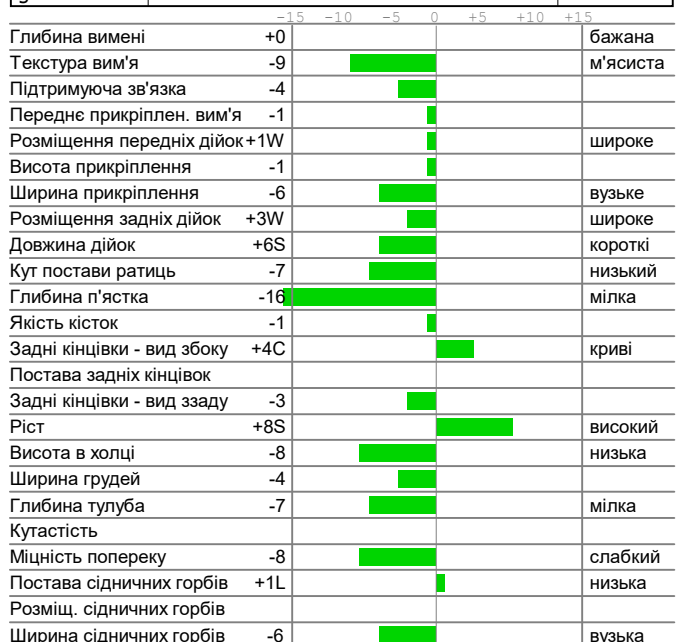 -15 -10 -5 0 +5 +10 +15
Глибина вимені +0 бажана
Текстура вим'я -9 м'ясиста
Підтримуюча зв'язка -4
Переднє прикріплен. вим'я -1
Розміщення передніх дійок +1W широке
Висота прикріплення -1
Ширина прикріплення -6 вузьке
Розміщення задніх дійок +3W широке
Довжина дійок +6S короткі
Кут постави ратиць -7 низький
Глибина п'ястка -16 мілка
Якість кісток -1
Задні кінцівки - вид збоку +4C криві
Постава задніх кінцівок
Задні кінцівки - вид ззаду -3
Ріст +8S високий
Висота в холці -8 низька
Ширина грудей -4
Глибина тулуба -7 мілка
Кутастість
Міцність попереку -8 слабкий
Постава сідничних горбів +1L низька
Розміщ. сідничних горбів
Ширина сідничних горбів -6 вузька